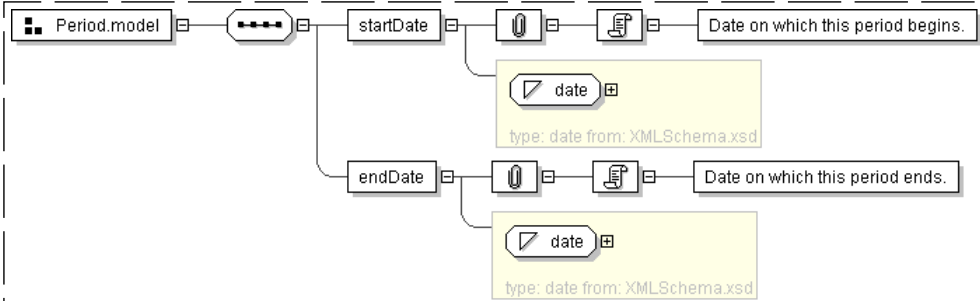 Period.model
startDate
Date on which this period begins.
date
type: date from: XMLSchema.xsd
endDate
Date on which this period ends.
date
type: date from: XMLSchema.xsd